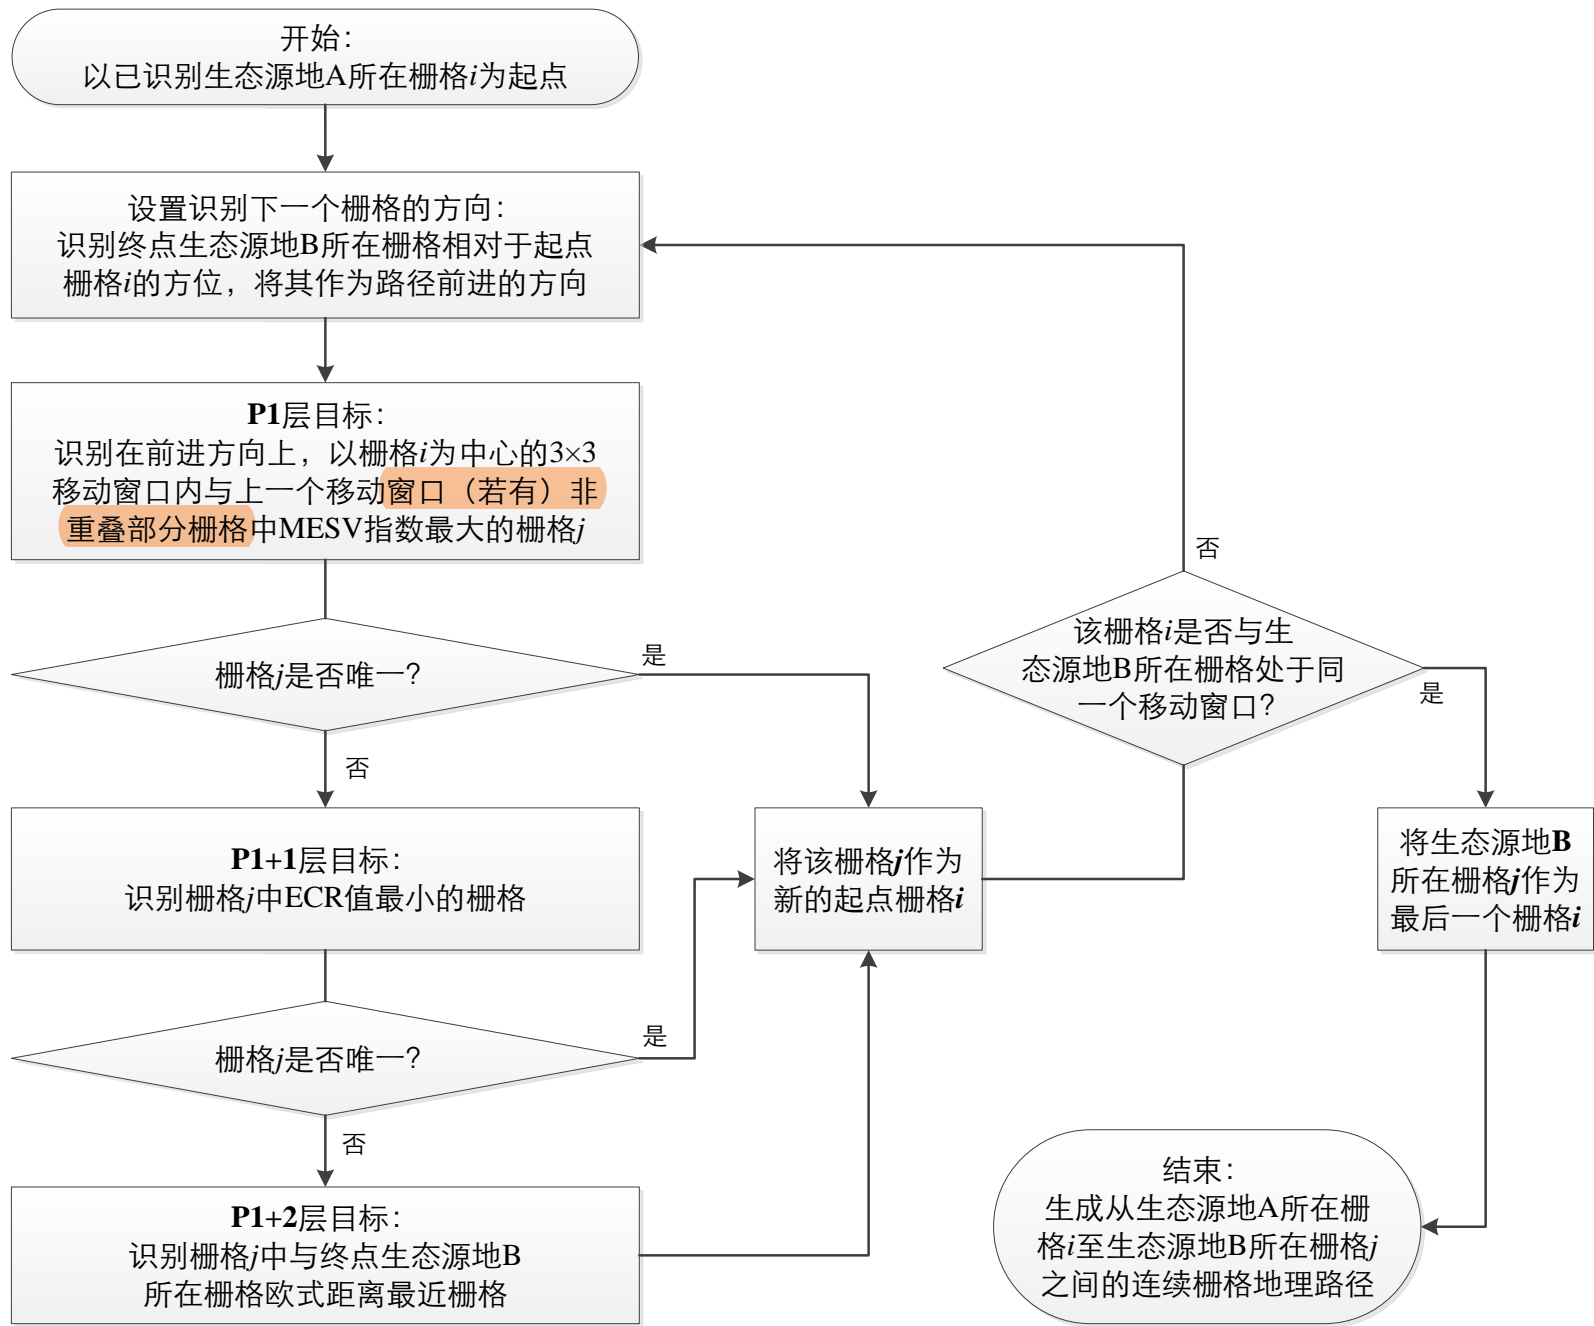 开始：
以已识别生态源地A所在栅格i为起点
设置识别下一个栅格的方向：
识别终点生态源地B所在栅格相对于起点
栅格i的方位，将其作为路径前进的方向
P1层目标：
识别在前进方向上，以栅格i为中心的3×3
移动窗口内与上一个移动窗口（若有）非
重叠部分栅格中MESV指数最大的栅格j
栅格j是否唯一？
是
否
P1+1层目标：
识别栅格j中ECR值最小的栅格
栅格j是否唯一？
是
否
P1+2层目标：
识别栅格j中与终点生态源地B
所在栅格欧式距离最近栅格
将该栅格j作为
新的起点栅格i
否
该栅格i是否与生
态源地B所在栅格处于同
一个移动窗口？
是
将生态源地B
所在栅格j作为
最后一个栅格i
结束：
生成从生态源地A所在栅
格i至生态源地B所在栅格j
之间的连续栅格地理路径